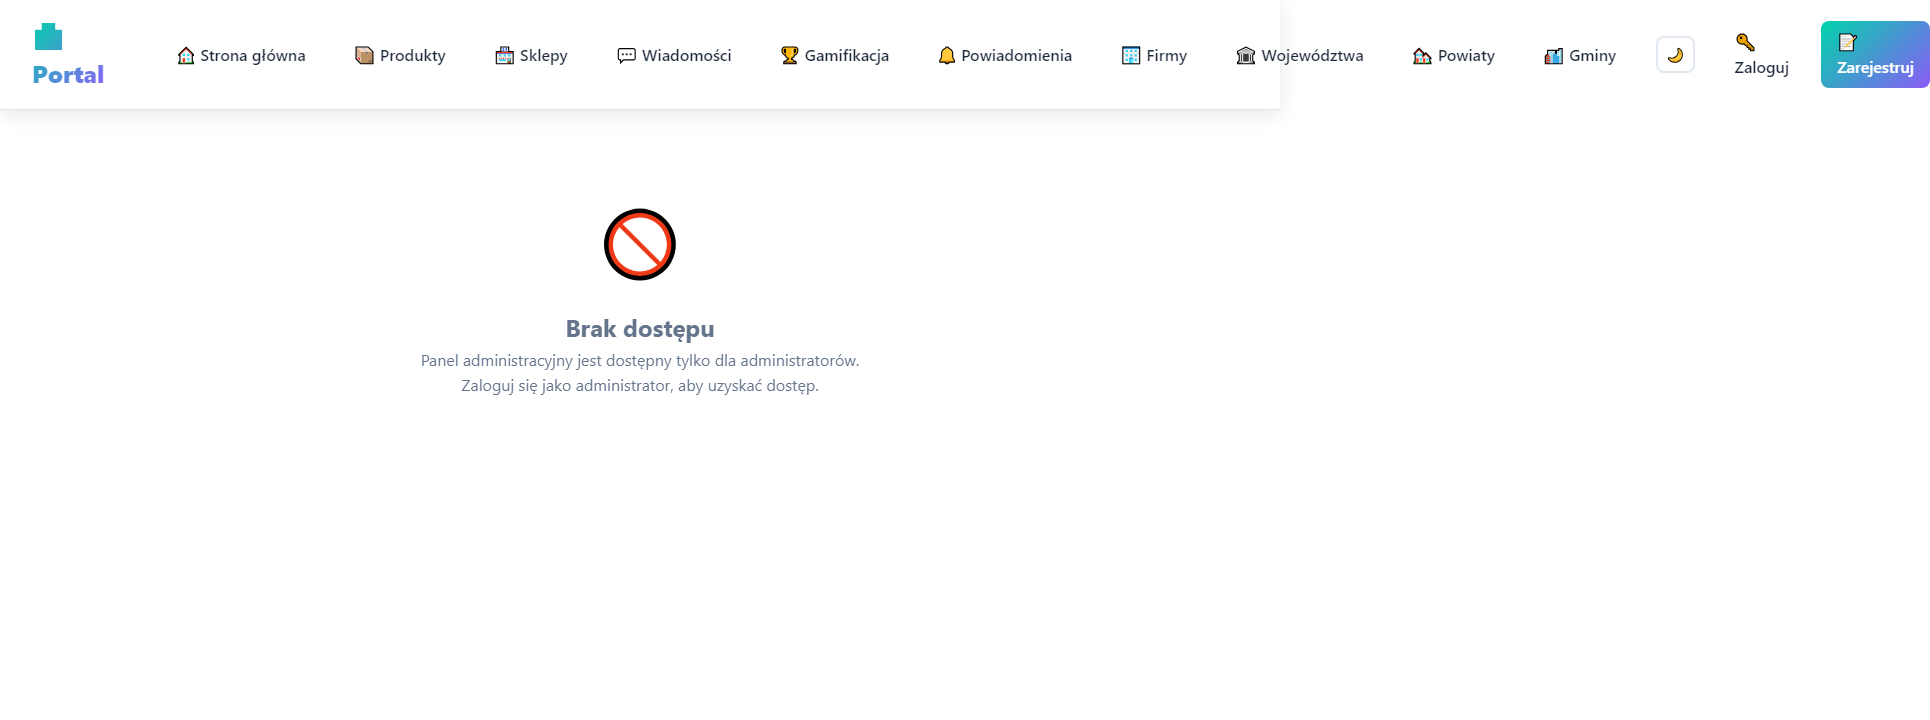 Portal
Strona główna
Produkty
Sklepy
Wiadomości
Gamifikacja
Powiadomienia
Firmy
Województwa
Powiaty
Gminy
Zaloguj
Zarejestruj
Brak dostępu
Panel administracyjny jest dostępny tylko dla administratorów.
Zaloguj się jako administrator, aby uzyskać dostęp.